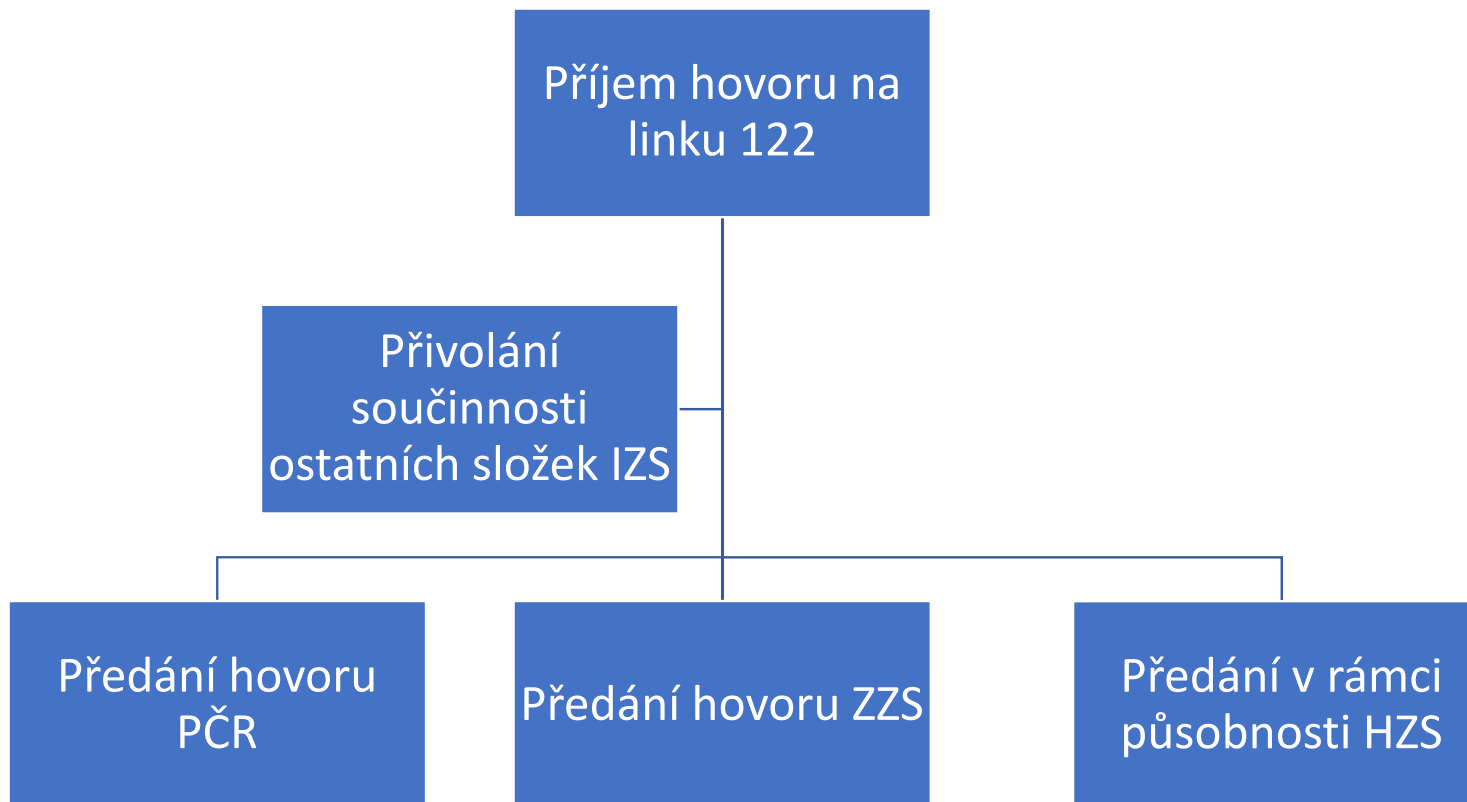 Příjem hovoru na
linku 122
Přivolání
součinnosti
ostatních složek IZS
Předání hovoru
PČR
Předání hovoru ZZS
Předání v rámci
působnosti HZS